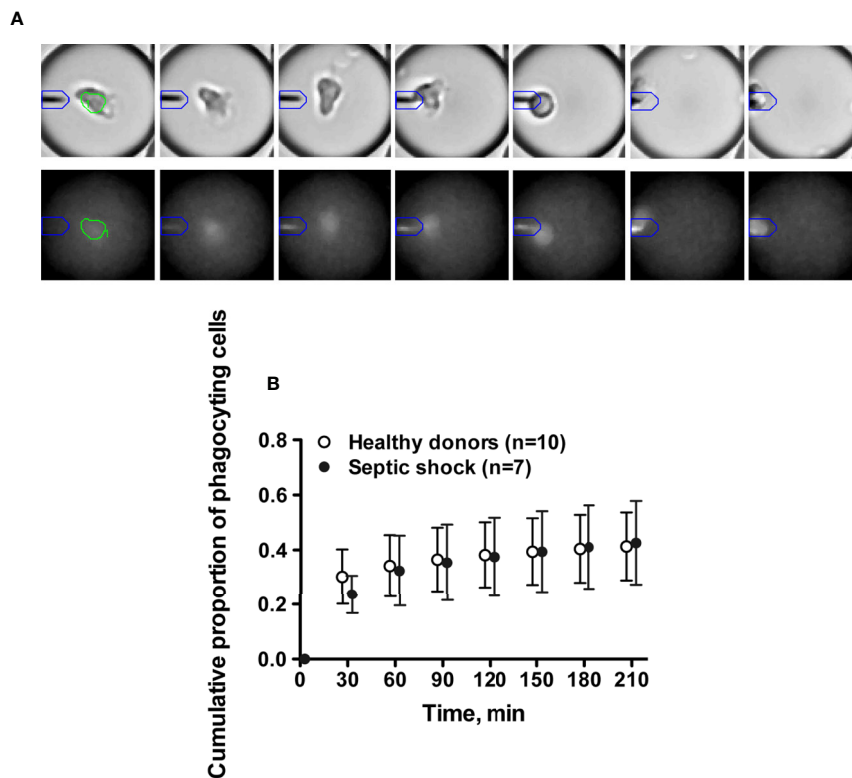 A
B
Cumulative proportion of phagocyting cells
Healthy donors (n=10)
Septic shock (n=7)
0.8
0.6
0.4
0.2
0.0
0 30 60 90 120 150 180 210
Time, min